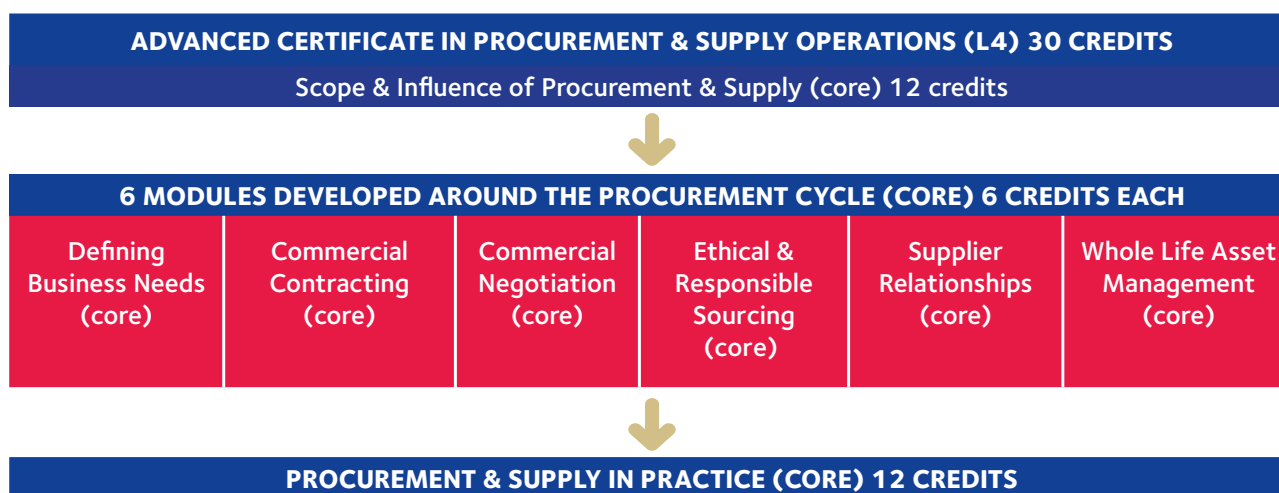 ADVANCED CERTIFICATE IN PROCUREMENT & SUPPLY OPERATIONS (L4) 30 CREDITS
Scope & Influence of Procurement & Supply (core) 12 credits
6 MODULES DEVELOPED AROUND THE PROCUREMENT CYCLE (CORE) 6 CREDITS EACH
Defining
Business Needs
(core)
Commercial
Contracting
(core)
Commercial
Negotiation
(core)
Ethical &
Responsible
Sourcing
(core)
Supplier
Relationships
(core)
Whole Life Asset
Management
(core)
PROCUREMENT & SUPPLY IN PRACTICE (CORE) 12 CREDITS